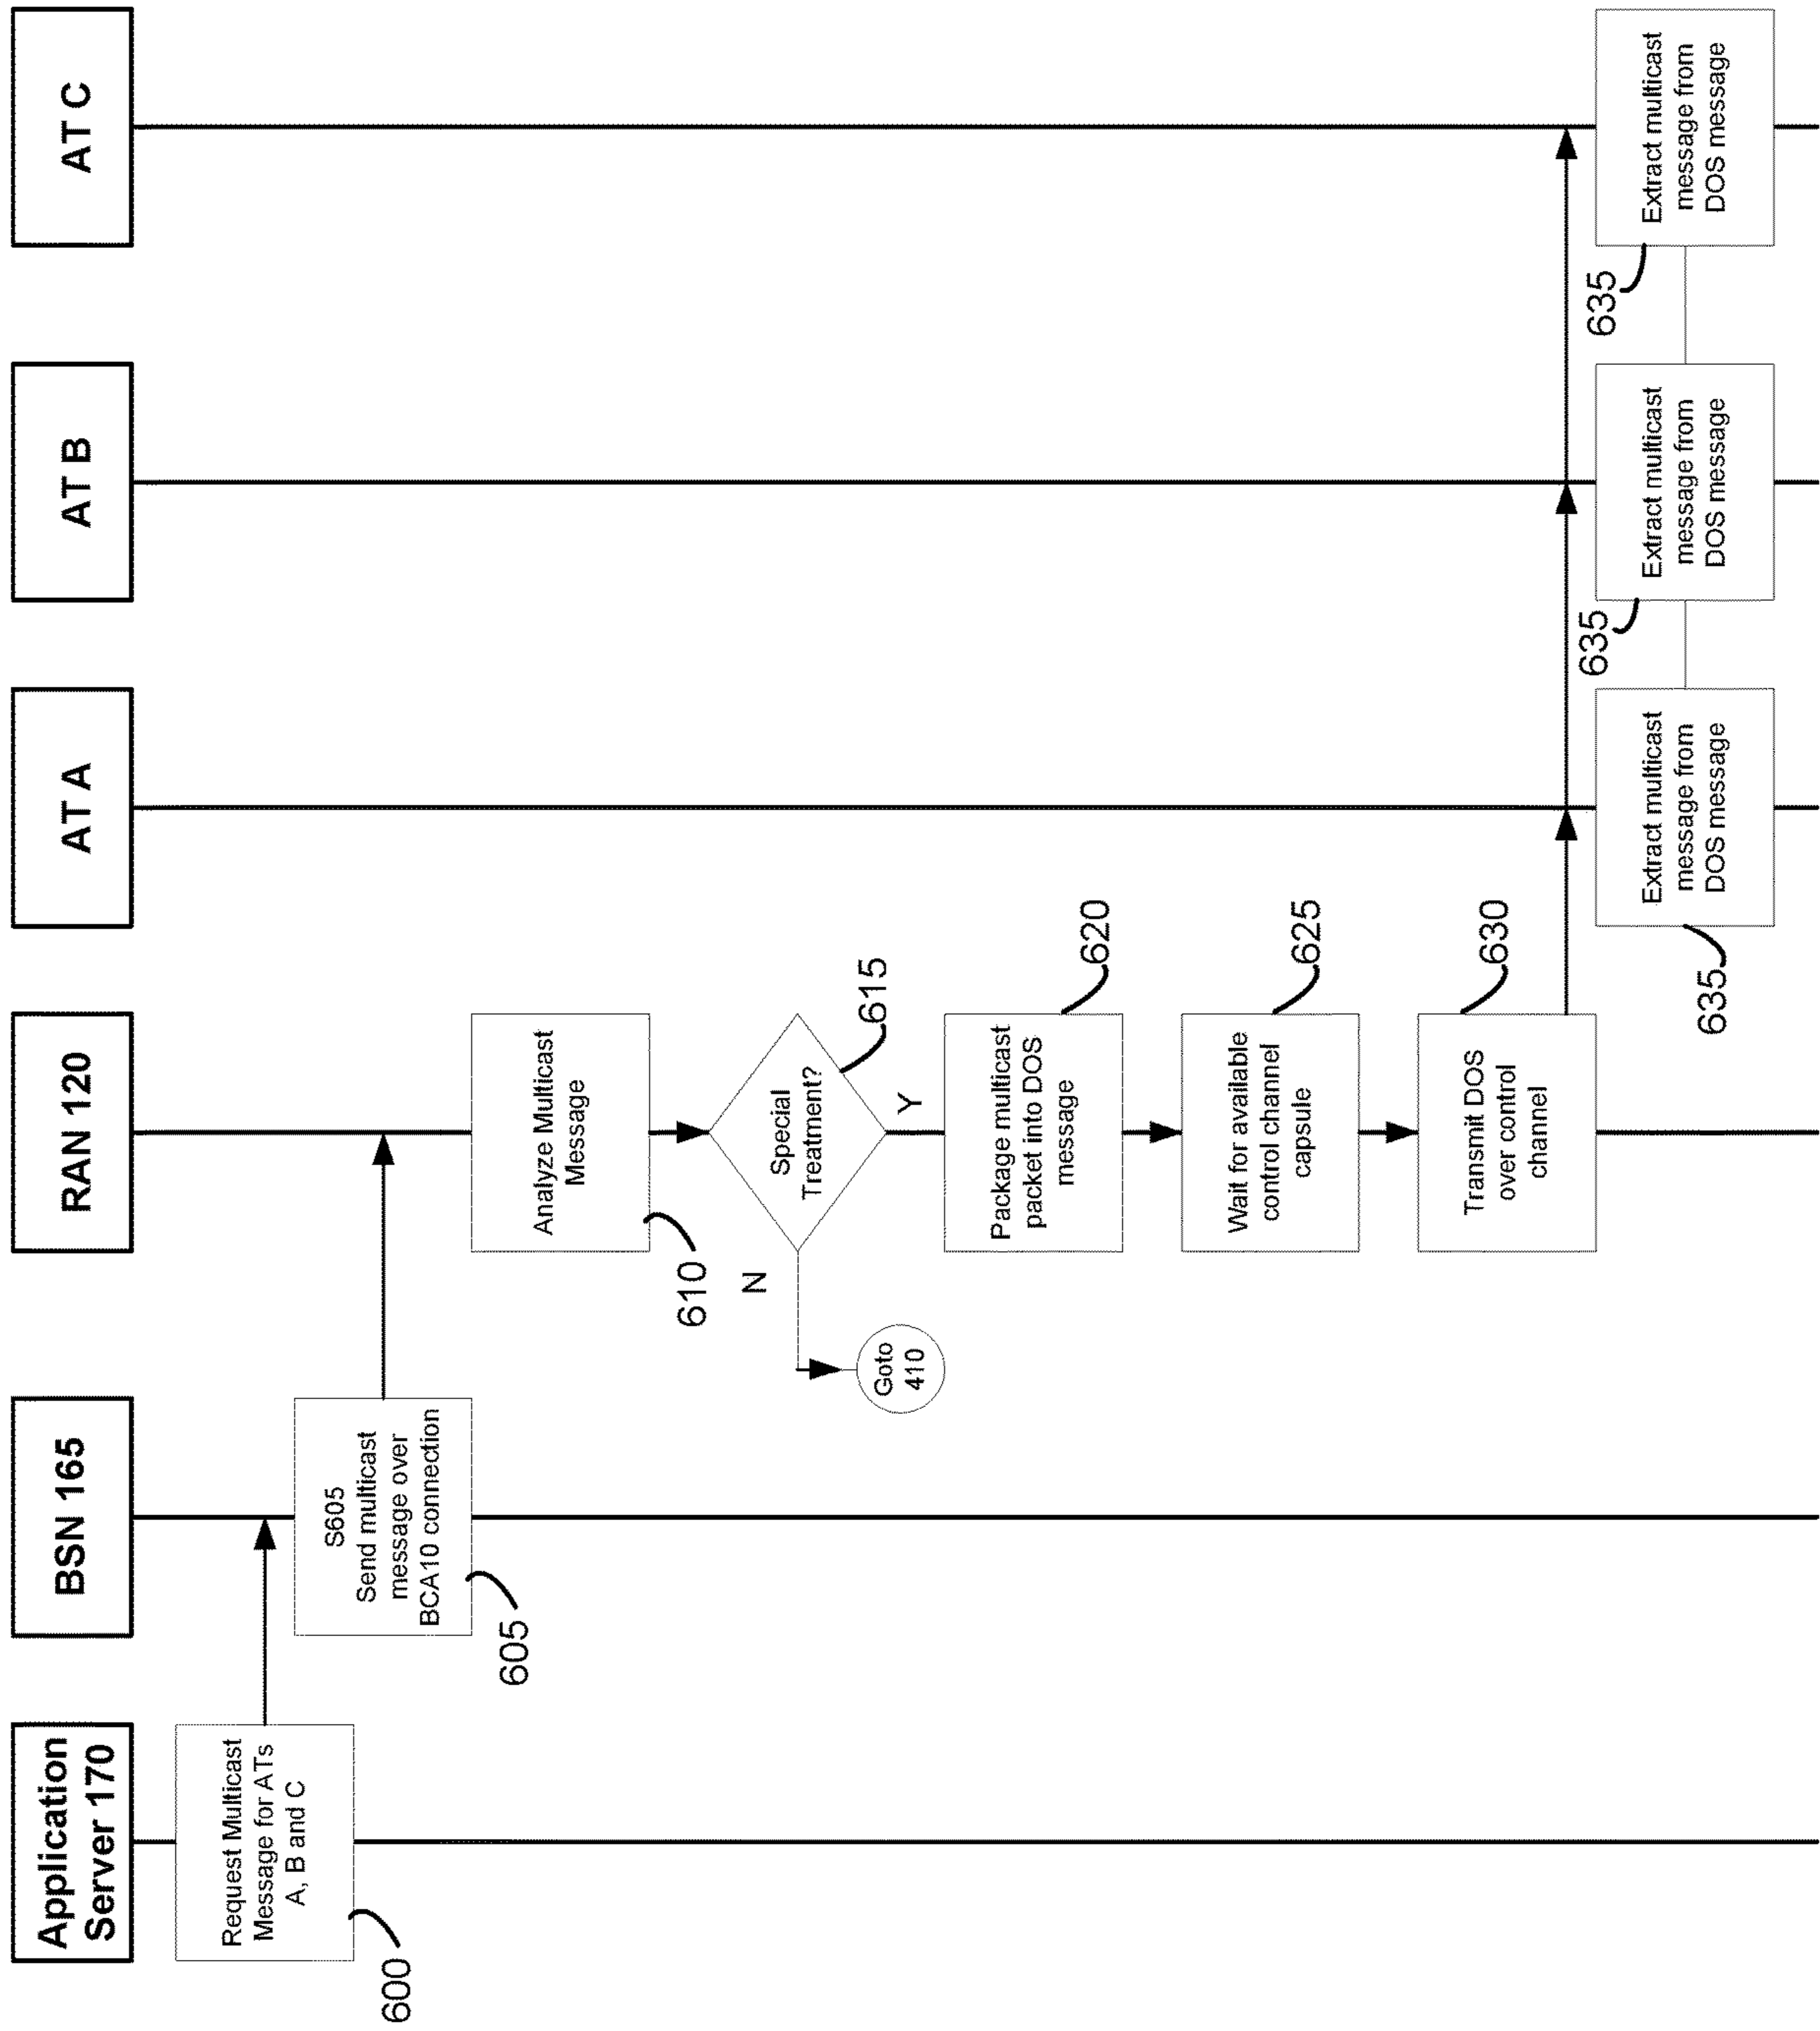 Application
Server 170
BSN 165
RAN 120
AT A
AT B
AT C
Request Multicast
Message for ATs
A, B and C
600
S605
Send multicast
message over
BCA10 connection
605
Analyze Multicast
Message
610
Special
Treatment?
615
N
Y
Goto
410
Package multicast
packet into DOS
message
620
Wait for available
control channel
capsule
625
Transmit DOS
over control
channel
630
Extract multicast
message from
DOS message
635
Extract multicast
message from
DOS message
635
Extract multicast
message from
DOS message
635